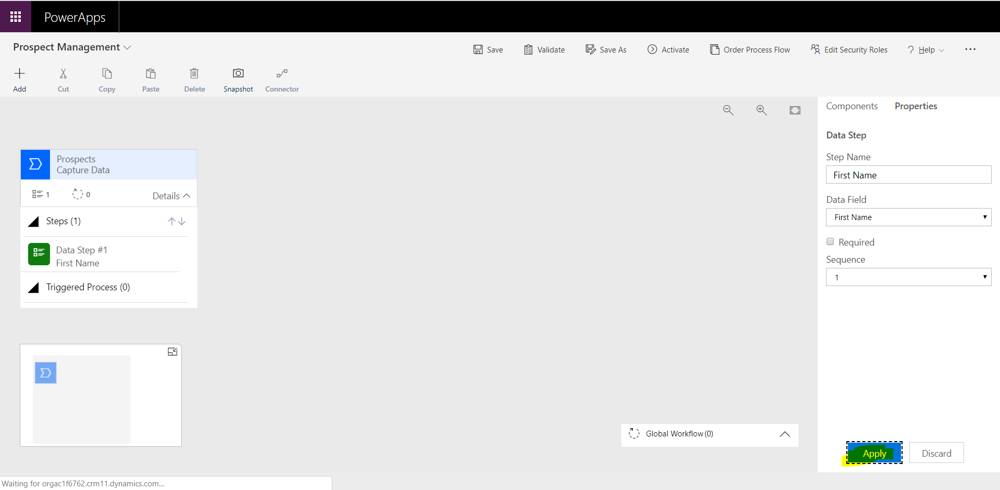 PowerApps
Prospect Management
Save
Validate
Save As
Activate
Order Process Flow
Edit Security Roles
? Help
...
Add
Cut
Copy
Paste
Delete
Snapshot
Connector
Components
Properties
Prospects
Capture Data
1
0
Details
Steps (1)
Data Step #1
First Name
Triggered Process (0)
Data Step
Step Name
First Name
Data Field
First Name
Required
Sequence
1
Global Workflow (0)
Apply
Discard
Waiting for orgac1f6762.crm11.dynamics.com...